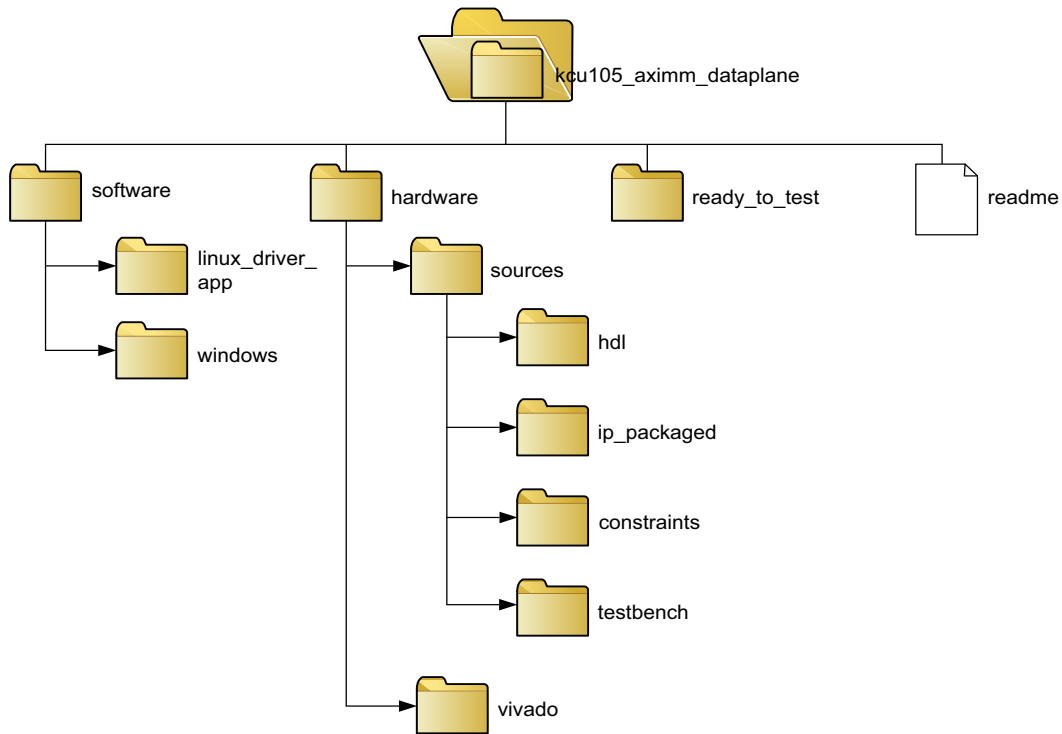 kcu105_aximm_dataplane
software
hardware
ready_to_test
readme
linux_driver_
app
sources
windows
hdl
ip_packaged
constraints
testbench
vivado